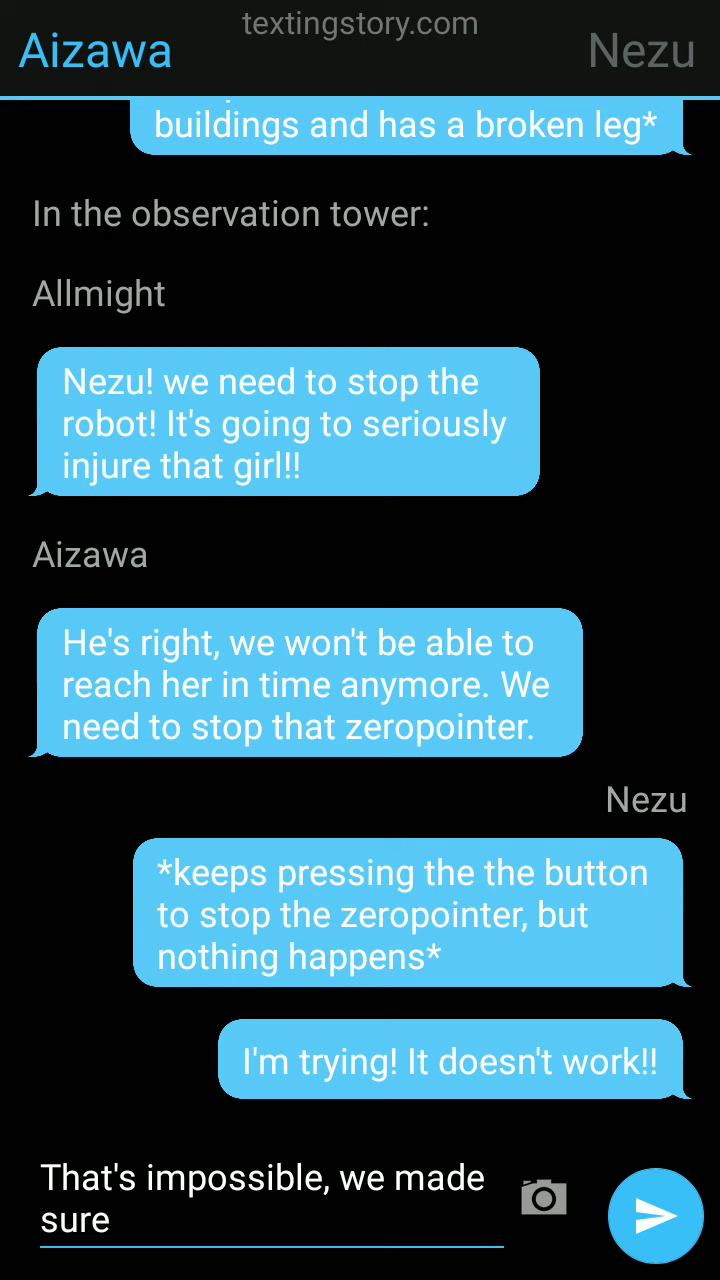 textingstory.com
Aizawa
Nezu
buildings and has a broken leg*
In the observation tower:
Allmight
Nezu! we need to stop the
robot! It's going to seriously
injure that girl!!
Aizawa
He's right, we won't be able to
reach her in time anymore. We
need to stop that zeropointer.
Nezu
*keeps pressing the the button
to stop the zeropointer, but
nothing happens*
I'm trying! It doesn't work!!
That's impossible, we made
sure